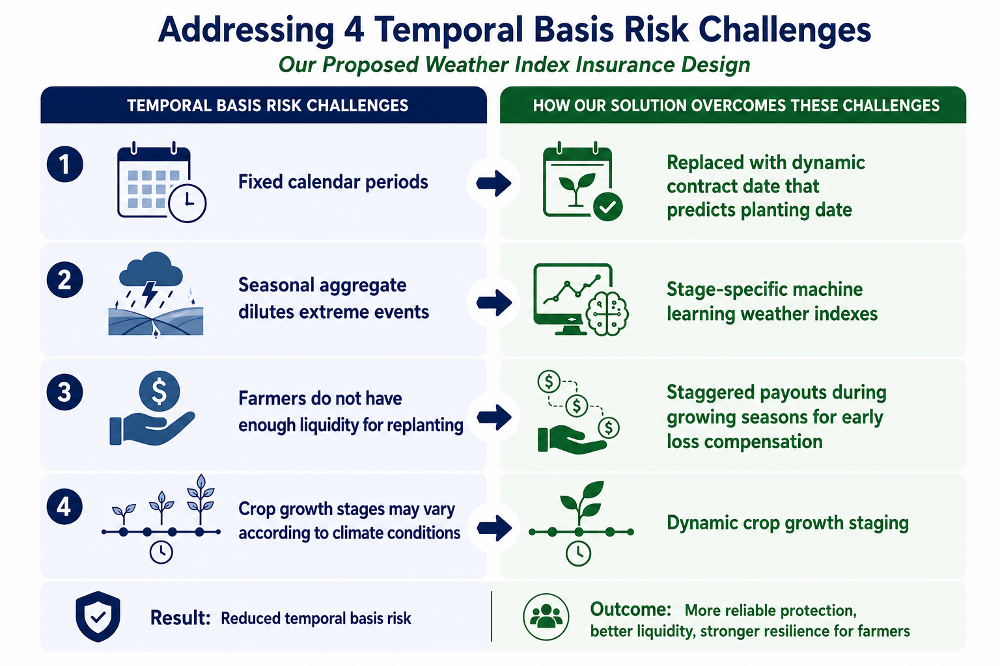 Addressing 4 Temporal Basis Risk Challenges
Our Proposed Weather Index Insurance Design
TEMPORAL BASIS RISK CHALLENGES
HOW OUR SOLUTION OVERCOMES THESE CHALLENGES
1
Fixed calendar periods
Replaced with dynamic
contract date that
predicts planting date
2
Seasonal aggregate
dilutes extreme events
Stage-specific machine
learning weather indexes
3
$
Farmers do not have
enough liquidity for replanting
$
$
$
Staggered payouts during
growing seasons for early
loss compensation
4
Crop growth stages may vary
according to climate conditions
Dynamic crop growth staging
Result: Reduced temporal basis risk
Outcome: More reliable protection,
better liquidity, stronger resilience for farmers